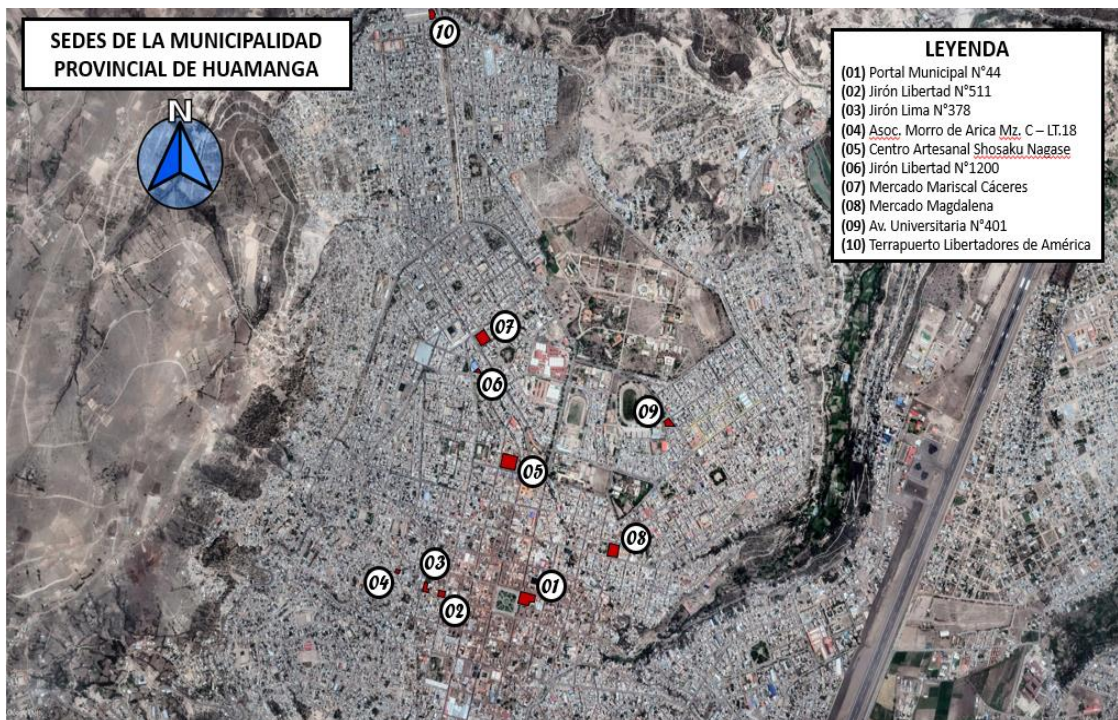 SEDES DE LA MUNICIPALIDAD
PROVINCIAL DE HUAMANGA
N
LEYENDA
(01) Portal Municipal N°44
(02) Jirón Libertad N°511
(03) Jirón Lima N°378
(04) Asoc. Morro de Arica Mz. C – LT.18
(05) Centro Artesanal Shosaku Nagase
(06) Jirón Libertad N°1200
(07) Mercado Mariscal Cáceres
(08) Mercado Magdalena
(09) Av. Universitaria N°401
(10) Terrapuerto Libertadores de América
10
07
06
09
05
08
03
04
01
02